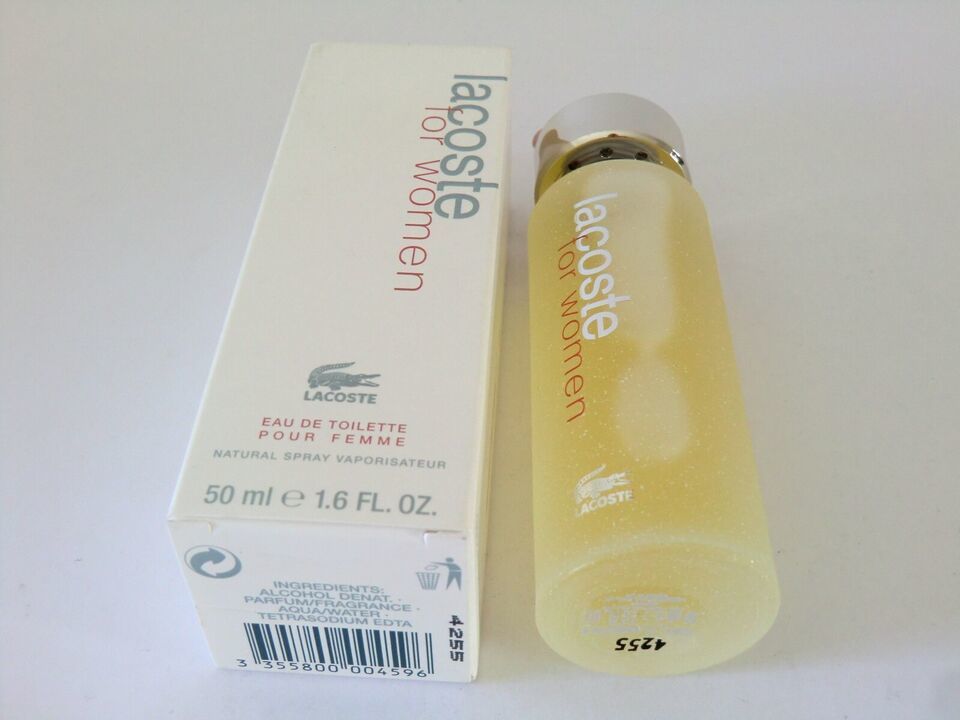 lacoste
for women
LACOSTE
EAU DE TOILETTE
POUR FEMME
NATURAL SPRAY VAPORISATEUR
50 ml ℮ 1.6 FL. OZ.
INGREDIENTS:
ALCOHOL DENAT. ·
PARFUM/FRAGRANCE ·
AQUA/WATER ·
TETRASODIUM EDTA
3 355800 004596
4255
lacoste
for women
LACOSTE
4255